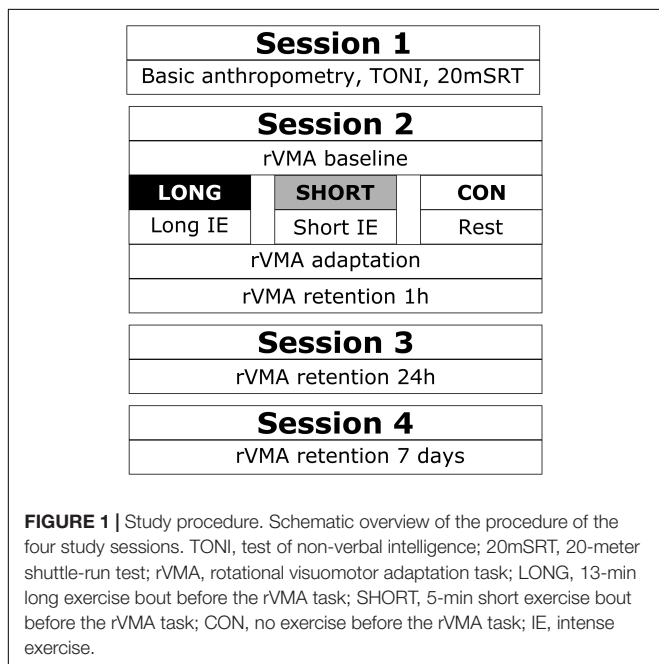 Session 1
Basic anthropometry, TONI, 20mSRT
Session 2
rVMA baseline
LONG SHORT CON
Long IE Short IE Rest
rVMA adaptation
rVMA retention 1h
Session 3
rVMA retention 24h
Session 4
rVMA retention 7 days
FIGURE 1 | Study procedure. Schematic overview of the procedure of the
four study sessions. TONI, test of non-verbal intelligence; 20mSRT, 20-meter
shuttle-run test; rVMA, rotational visuomotor adaptation task; LONG, 13-min
long exercise bout before the rVMA task; SHORT, 5-min short exercise bout
before the rVMA task; CON, no exercise before the rVMA task; IE, intense
exercise.